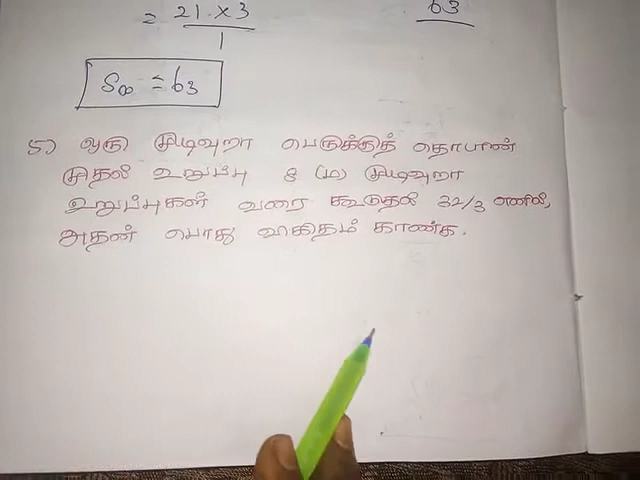 = 21 × 3
1
63
S∞ = 63
5) ஒரு முடிவுறா பெருக்குத் தொடரின்
முதல் உறுப்பு 8 (ம) முடிவுறா
உறுப்புகள் வரை கூடுதல் 32/3 எனில்,
அதன் பொது விகிதம் காண்க.